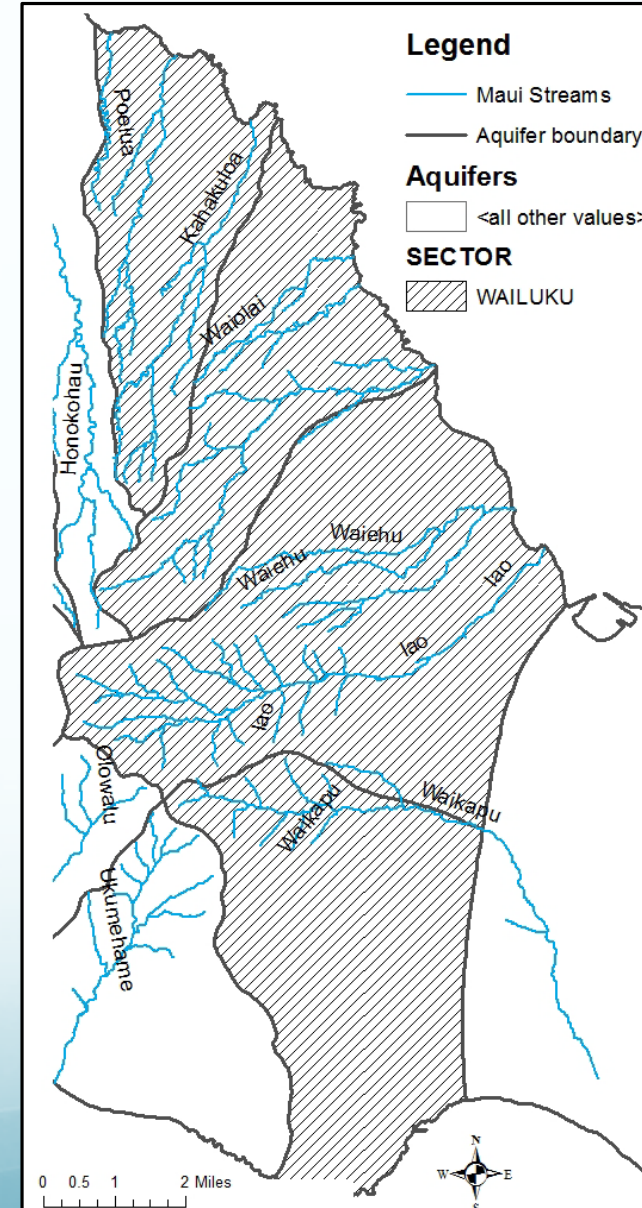 Legend
Maui Streams
Aquifer boundary
Aquifers
<all other values>
SECTOR
WAILUKU
Poelua
Kahakuloa
Waiolai
Honokohau
Waiehu
Waiehu
Iao
Iao
Iao
Olowalu
Waikapu
Waikapu
Ukumehame
0 0.5 1 2 Miles
N
W E
S